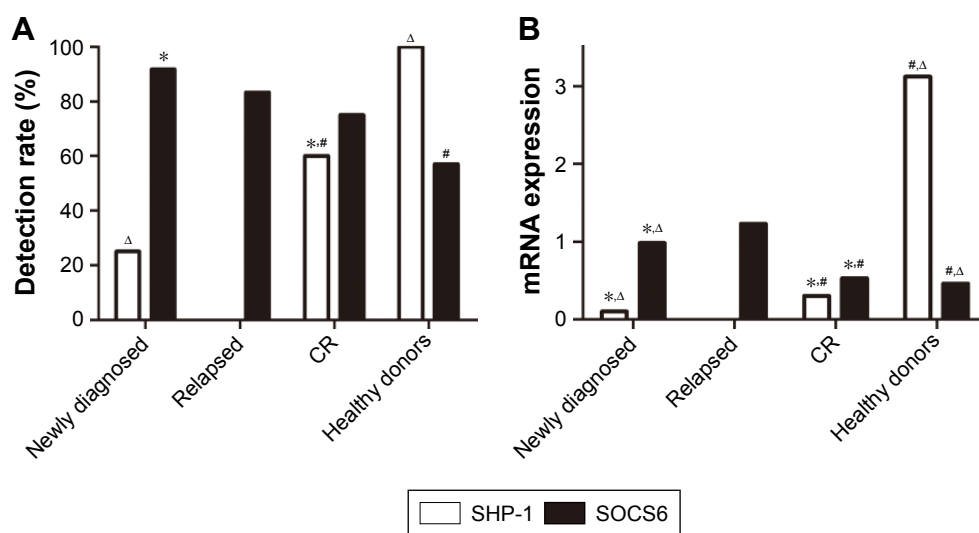 A
Detection rate (%)
100
80
60
40
20
0
Δ
*
*,#
Δ
#
Newly diagnosed
Relapsed
CR
Healthy donors
B
mRNA expression
3
2
1
0
*,Δ
*,Δ
*,#
*,#
#,Δ
#,Δ
Newly diagnosed
Relapsed
CR
Healthy donors
SHP-1 SOCS6